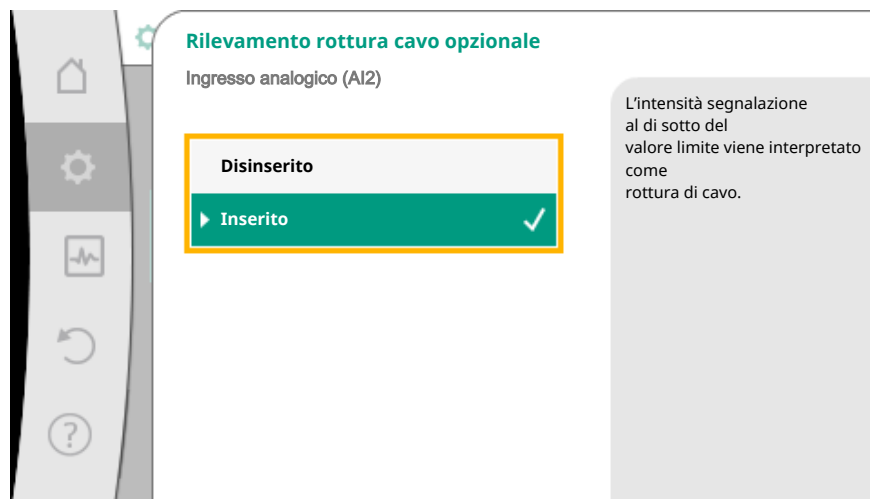 Rilevamento rottura cavo opzionale
Ingresso analogico (AI2)
Disinserito
Inserito
L'intensità segnalazione
al di sotto del
valore limite viene interpretato
come
rottura di cavo.